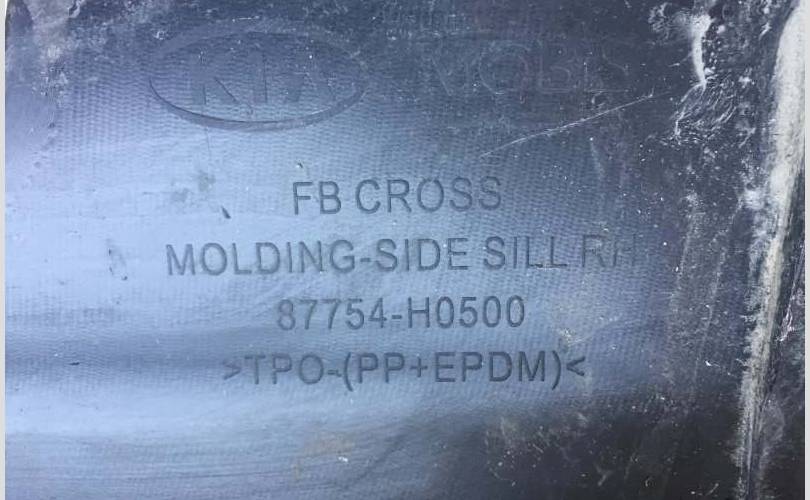 KIA MOBIS
FB CROSS
MOLDING-SIDE SILL RH
87754-H0500
>TPO-(PP+EPDM)<